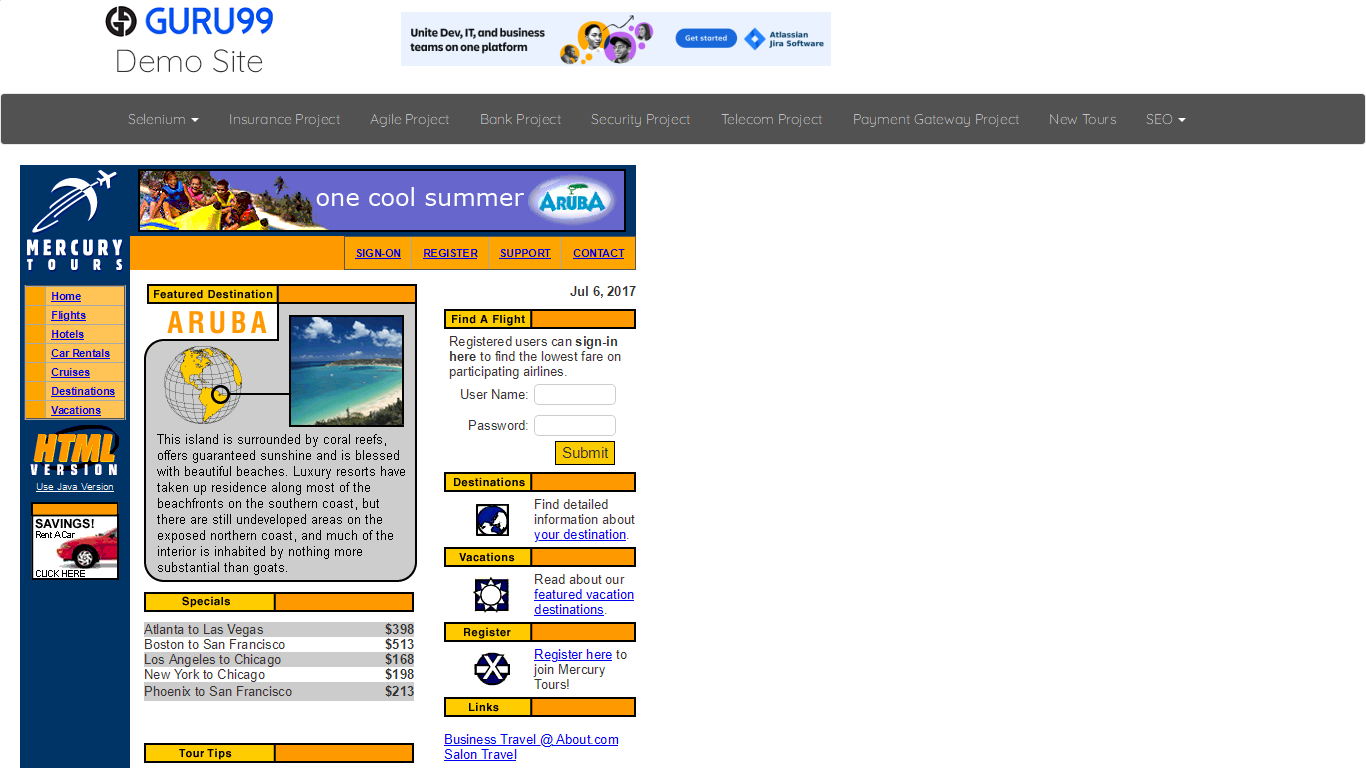 GURU99
Demo Site
Unite Dev, IT, and business
teams on one platform
Get started
Atlassian
Jira Software
Selenium
Insurance Project
Agile Project
Bank Project
Security Project
Telecom Project
Payment Gateway Project
New Tours
SEO
MERCURY
TOURS
one cool summer
ARUBA
SIGN-ON
REGISTER
SUPPORT
CONTACT
Home
Flights
Hotels
Car Rentals
Cruises
Destinations
Vacations
HTML
VERSION
Use Java Version
SAVINGS!
Rent A Car
CLICK HERE
Featured Destination
ARUBA
This island is surrounded by coral reefs,
offers guaranteed sunshine and is blessed
with beautiful beaches. Luxury resorts have
taken up residence along most of the
beachfronts on the southern coast, but
there are still undeveloped areas on the
exposed northern coast, and much of the
interior is inhabited by nothing more
substantial than goats.
Specials
Atlanta to Las Vegas $398
Boston to San Francisco $513
Los Angeles to Chicago $168
New York to Chicago $198
Phoenix to San Francisco $213
Tour Tips
Jul 6, 2017
Find A Flight
Registered users can sign-in
here to find the lowest fare on
participating airlines.
User Name:
Password:
Submit
Destinations
Find detailed
information about
your destination.
Vacations
Read about our
featured vacation
destinations.
Register
Register here to
join Mercury
Tours!
Links
Business Travel @ About.com
Salon Travel